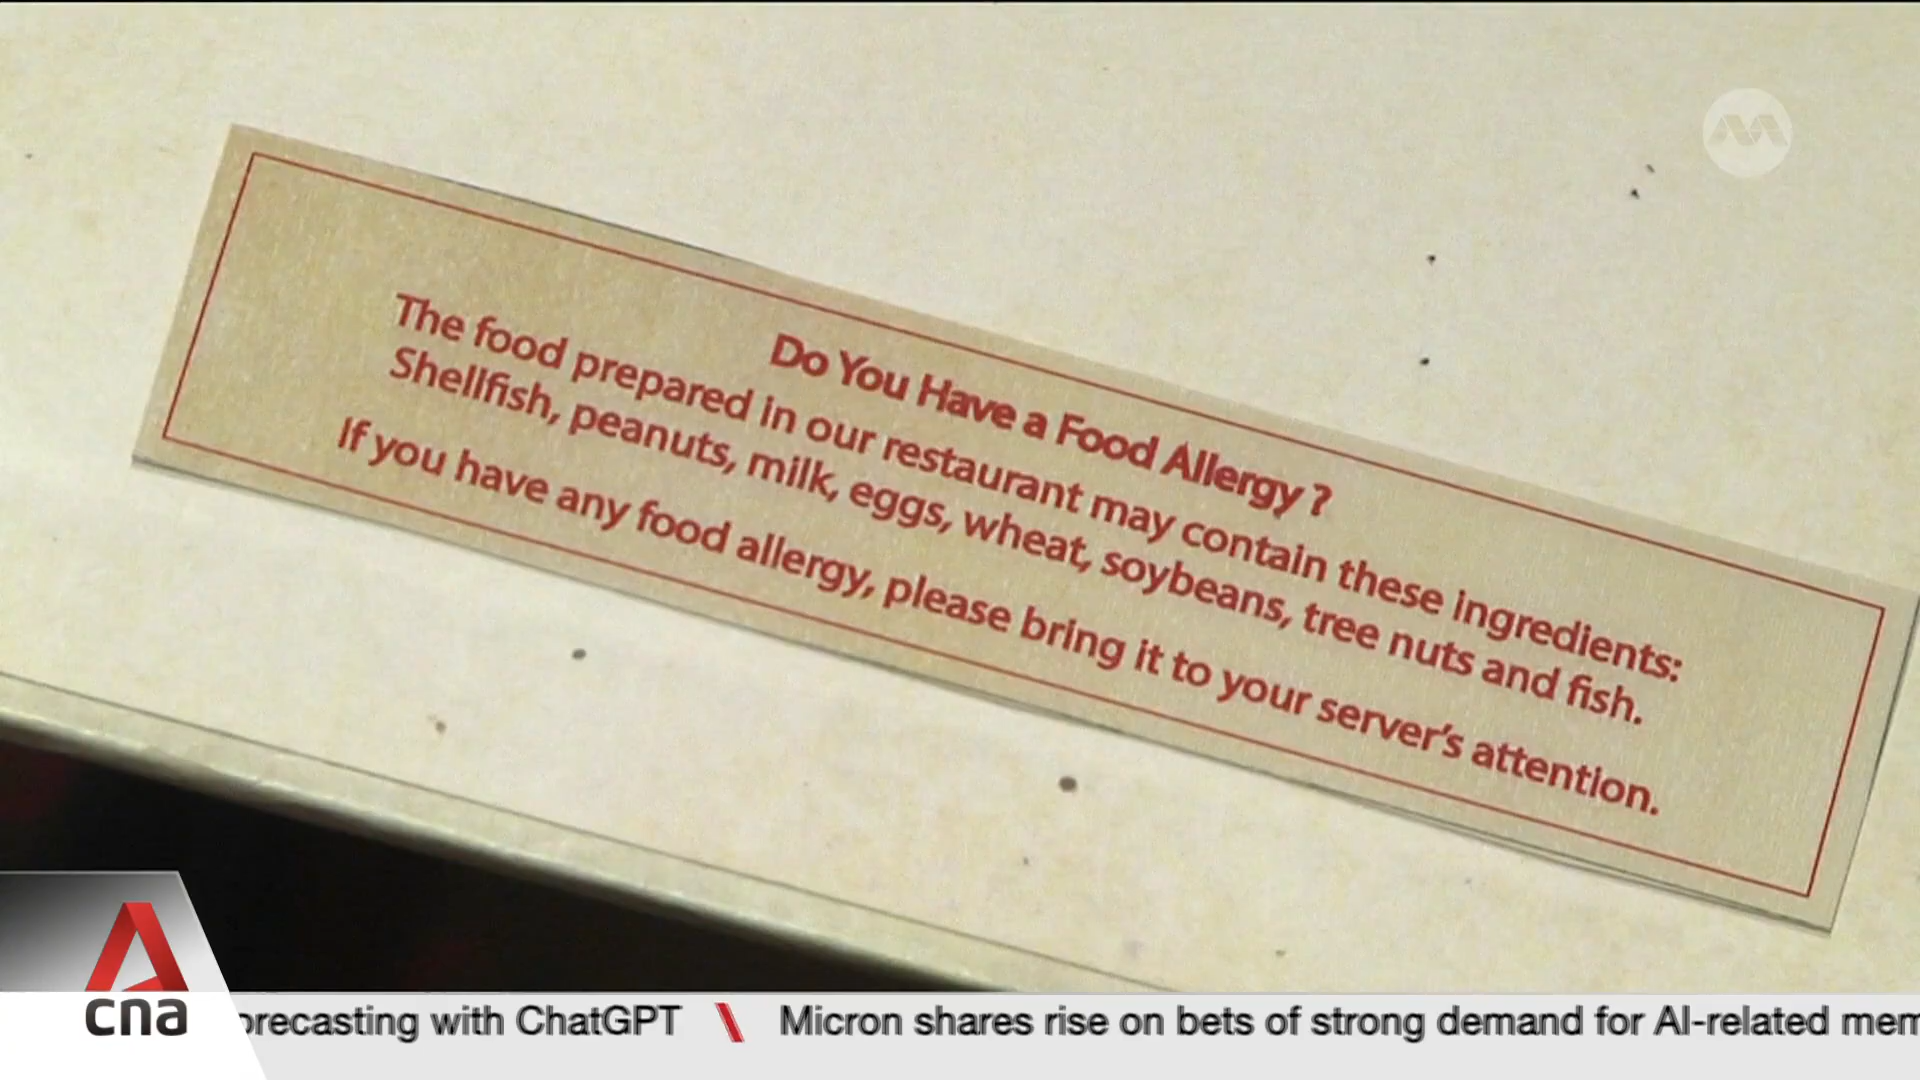 Do You Have a Food Allergy ?
The food prepared in our restaurant may contain these ingredients:
Shellfish, peanuts, milk, eggs, wheat, soybeans, tree nuts and fish.
If you have any food allergy, please bring it to your server's attention.
cna
orecasting with ChatGPT Micron shares rise on bets of strong demand for AI-related mem